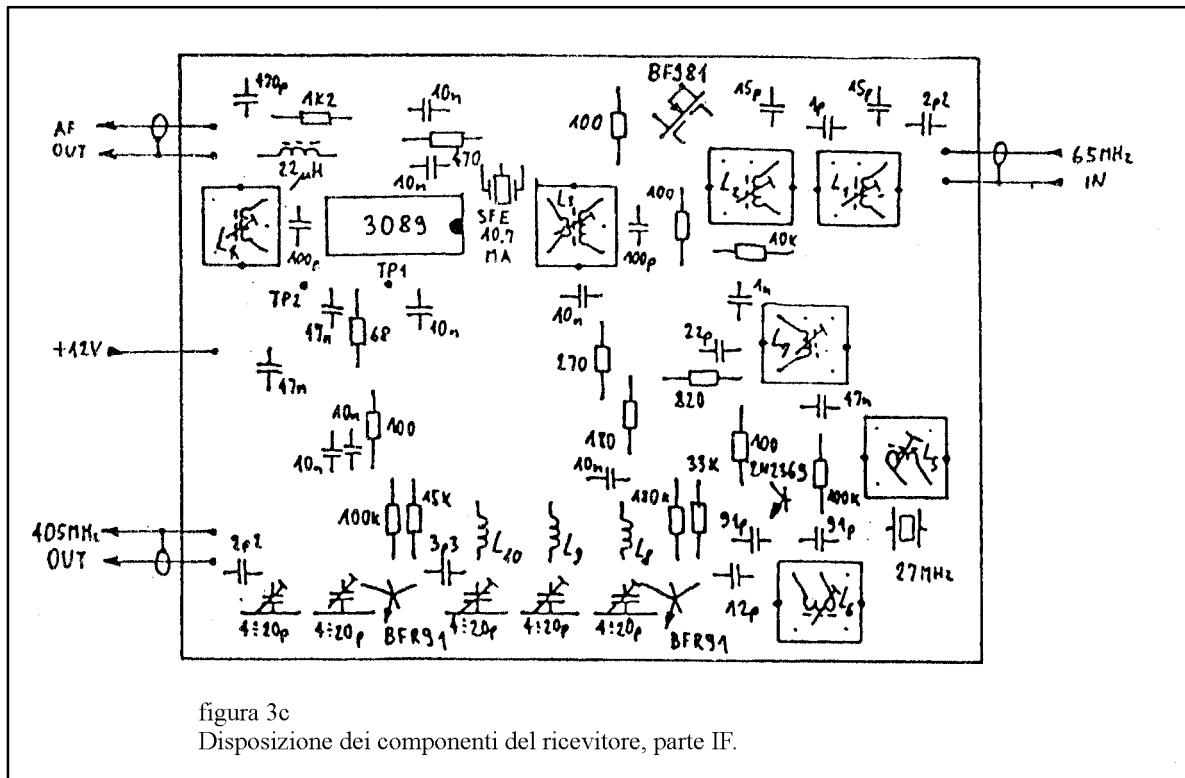 BF981
470p
1k2
10n
100
15p
1p
15p
2p2
AF
OUT
470
65MHz
IN
22µH
10n
L2
L1
3089
SFE
10.7
MA
L3
100
100p
100p
10k
TP1
TP2
47n
68
10n
10n
1n
22p
L7
+12V
47n
270
820
47n
10n
100
180
10n
10n
33k
100
2N2369
L5
100k
15k
180k
100k
405MHz
OUT
2p2
3p3
L10
L9
L8
91p
91p
27MHz
12p
L6
4÷20p
4÷20p
BFR91
4÷20p
4÷20p
4÷20p
BFR91
figura 3c
Disposizione dei componenti del ricevitore, parte IF.